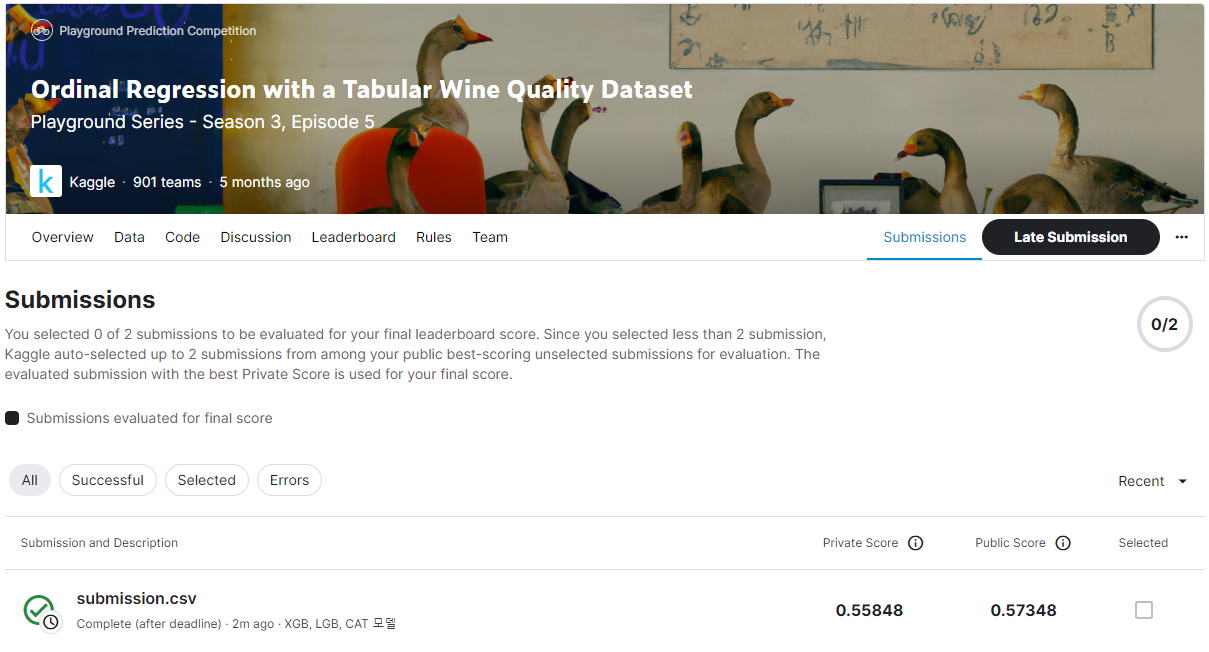 Playground Prediction Competition
Ordinal Regression with a Tabular Wine Quality Dataset
Playground Series - Season 3, Episode 5
k Kaggle · 901 teams · 5 months ago
Overview Data Code Discussion Leaderboard Rules Team Submissions Late Submission ···
Submissions
0/2
You selected 0 of 2 submissions to be evaluated for your final leaderboard score. Since you selected less than 2 submission,
Kaggle auto-selected up to 2 submissions from among your public best-scoring unselected submissions for evaluation. The
evaluated submission with the best Private Score is used for your final score.
Submissions evaluated for final score
All Successful Selected Errors Recent
Submission and Description Private Score Public Score Selected
submission.csv 0.55848 0.57348
Complete (after deadline) · 2m ago · XGB, LGB, CAT 모델